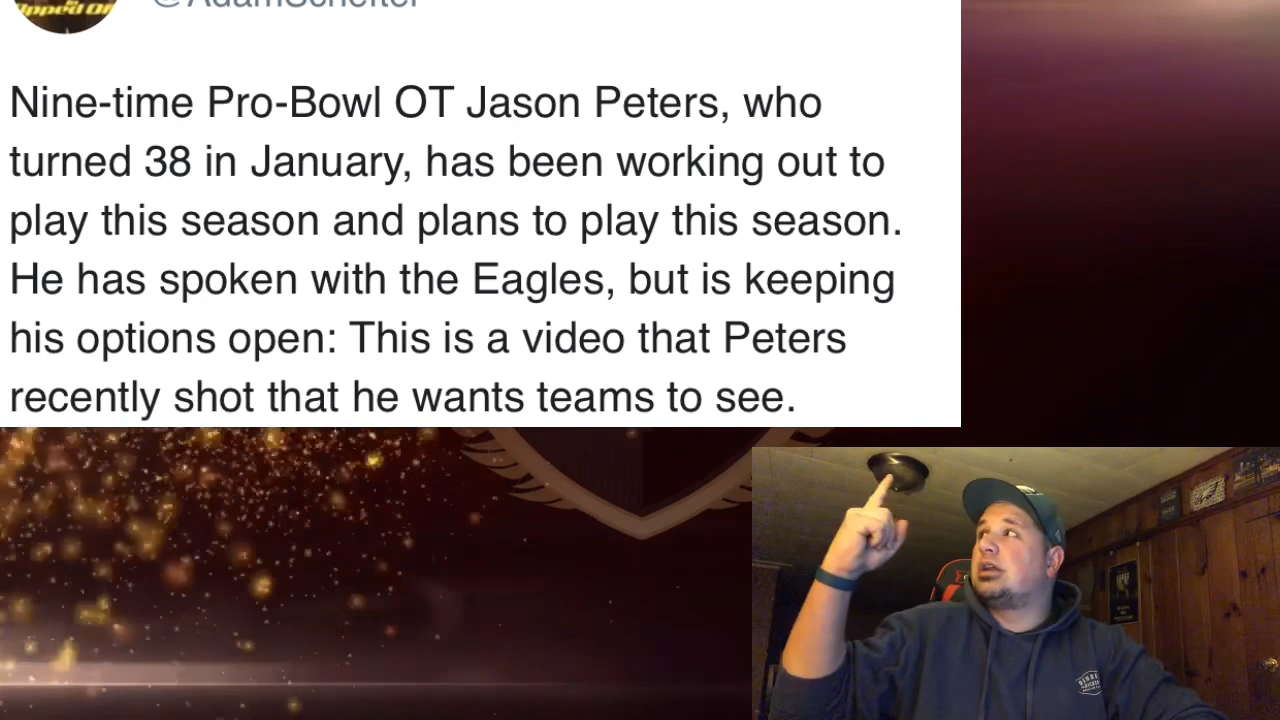 @AdamSchefter
Nine-time Pro-Bowl OT Jason Peters, who
turned 38 in January, has been working out to
play this season and plans to play this season.
He has spoken with the Eagles, but is keeping
his options open: This is a video that Peters
recently shot that he wants teams to see.